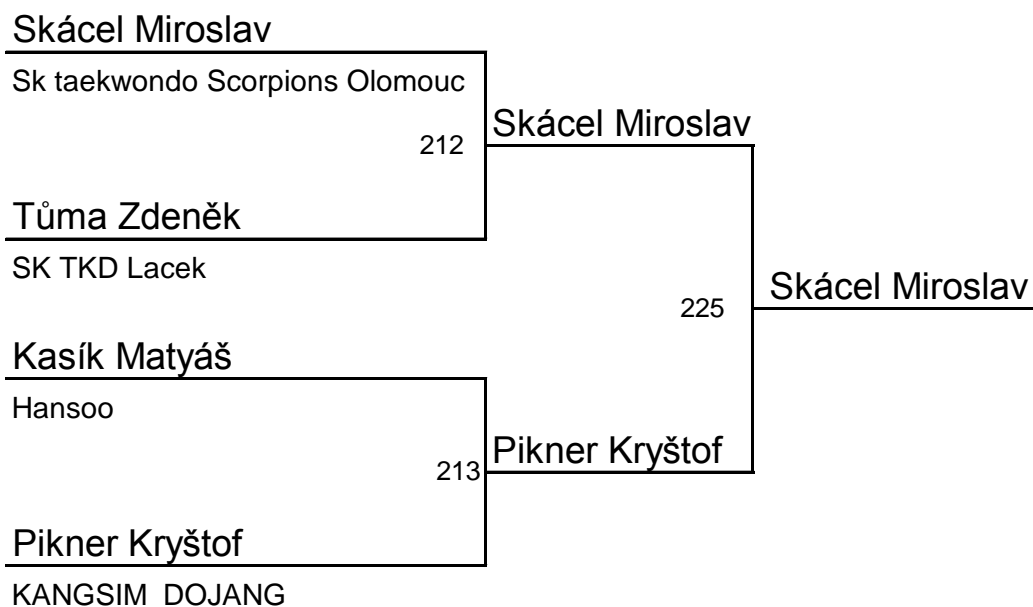 Skácel Miroslav
Sk taekwondo Scorpions Olomouc
212
Skácel Miroslav
Tůma Zdeněk
SK TKD Lacek
225
Skácel Miroslav
Kasík Matyáš
Hansoo
213
Pikner Kryštof
Pikner Kryštof
KANGSIM DOJANG